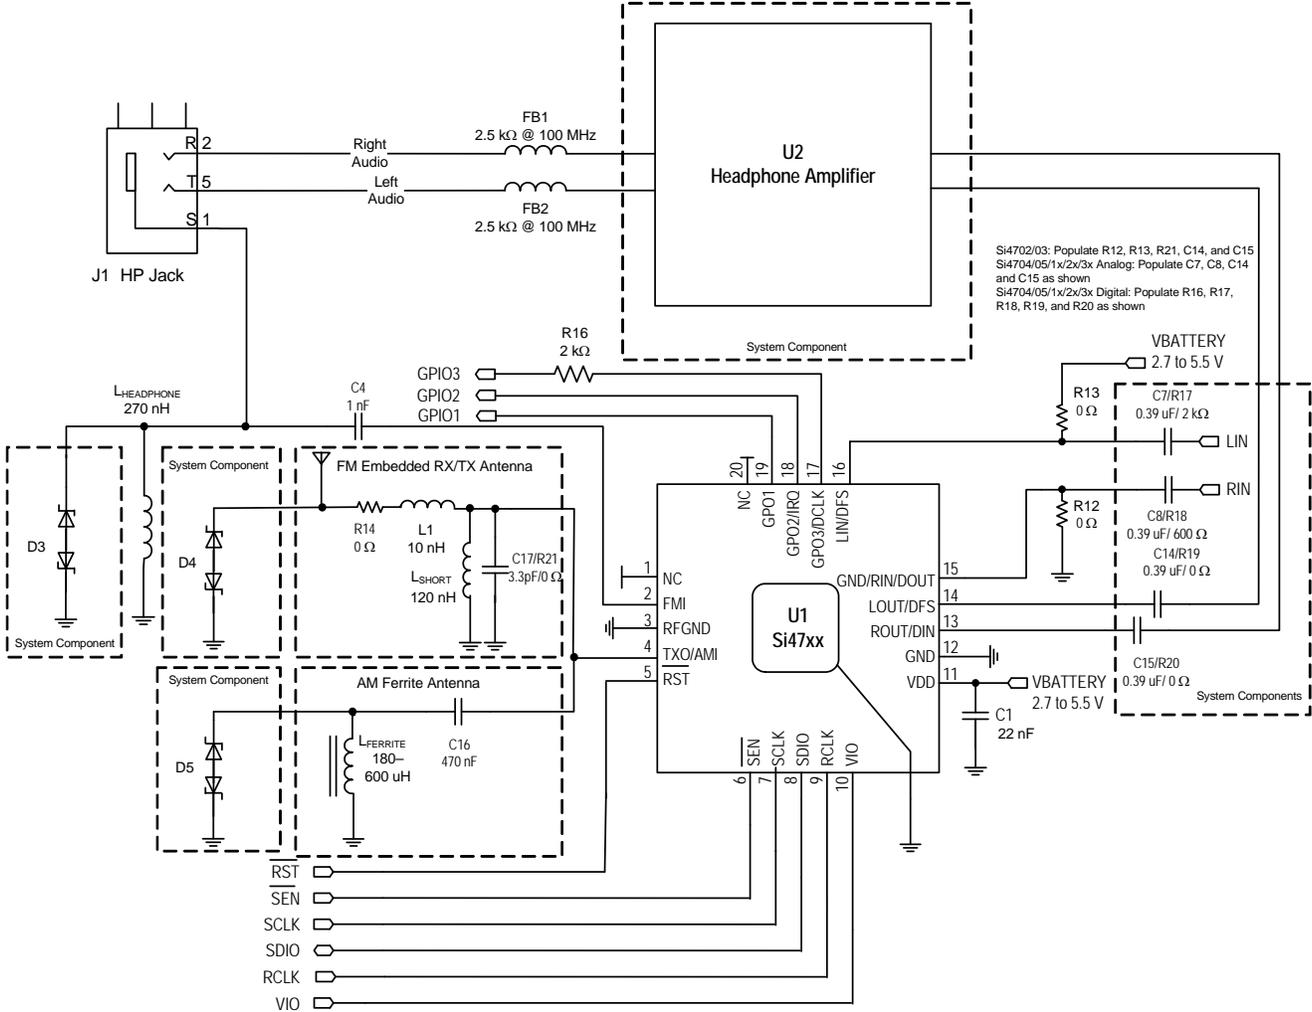 FB1
2.5 kΩ @ 100 MHz
Right
Audio
Left
Audio
FB2
2.5 kΩ @ 100 MHz
R 2
T 5
S 1
J1 HP Jack
U2
Headphone Amplifier
System Component
Si4702/03: Populate R12, R13, R21, C14, and C15
Si4704/05/1x/2x/3x Analog: Populate C7, C8, C14
and C15 as shown
Si4704/05/1x/2x/3x Digital: Populate R16, R17,
R18, R19, and R20 as shown
R16
2 kΩ
GPIO3
GPIO2
GPIO1
VBATTERY
2.7 to 5.5 V
R13
0 Ω
C7/R17
0.39 uF/ 2 kΩ
LIN
RIN
R12
0 Ω
C8/R18
0.39 uF/ 600 Ω
C14/R19
0.39 uF/ 0 Ω
C15/R20
0.39 uF/ 0 Ω
System Components
LHEADPHONE
270 nH
C4
1 nF
System Component
FM Embedded RX/TX Antenna
D3
System Component
D4
R14
0 Ω
L1
10 nH
LSHORT
120 nH
C17/R21
3.3pF/0 Ω
System Component
D5
AM Ferrite Antenna
LFERRITE
180–
600 uH
C16
470 nF
20
19
18
17
16
NC
GPO1
GPO2/IRQ
GPO3/DCLK
LIN/DFS
1
NC
2
FMI
3
RFGND
4
TXO/AMI
5
RST
U1
Si47xx
GND/RIN/DOUT
15
LOUT/DFS
14
ROUT/DIN
13
GND
12
VDD
11
VBATTERY
2.7 to 5.5 V
C1
22 nF
SEN
SCLK
SDIO
RCLK
VIO
6
7
8
9
10
RST
SEN
SCLK
SDIO
RCLK
VIO